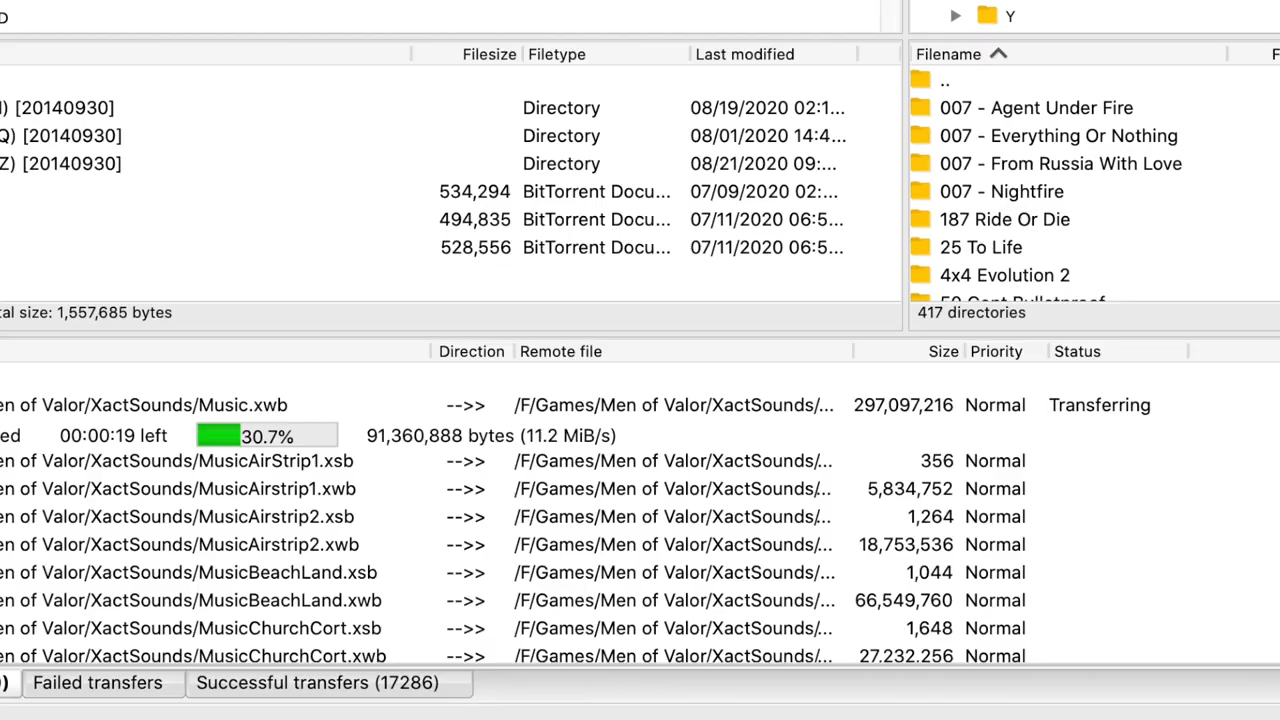 D
Y
Filesize Filetype Last modified
Filename
..
) [20140930] Directory 08/19/2020 02:1...
007 - Agent Under Fire
Q) [20140930] Directory 08/01/2020 14:4...
007 - Everything Or Nothing
Z) [20140930] Directory 08/21/2020 09:...
007 - From Russia With Love
534,294 BitTorrent Docu... 07/09/2020 02:...
007 - Nightfire
494,835 BitTorrent Docu... 07/11/2020 06:5...
187 Ride Or Die
528,556 BitTorrent Docu... 07/11/2020 06:5...
25 To Life
4x4 Evolution 2
50 Cent Bulletproof
tal size: 1,557,685 bytes
417 directories
Direction Remote file Size Priority Status
en of Valor/XactSounds/Music.xwb -->> /F/Games/Men of Valor/XactSounds/... 297,097,216 Normal Transferring
ed 00:00:19 left 30.7% 91,360,888 bytes (11.2 MiB/s)
en of Valor/XactSounds/MusicAirStrip1.xsb -->> /F/Games/Men of Valor/XactSounds/... 356 Normal
en of Valor/XactSounds/MusicAirstrip1.xwb -->> /F/Games/Men of Valor/XactSounds/... 5,834,752 Normal
en of Valor/XactSounds/MusicAirstrip2.xsb -->> /F/Games/Men of Valor/XactSounds/... 1,264 Normal
en of Valor/XactSounds/MusicAirstrip2.xwb -->> /F/Games/Men of Valor/XactSounds/... 18,753,536 Normal
en of Valor/XactSounds/MusicBeachLand.xsb -->> /F/Games/Men of Valor/XactSounds/... 1,044 Normal
en of Valor/XactSounds/MusicBeachLand.xwb -->> /F/Games/Men of Valor/XactSounds/... 66,549,760 Normal
en of Valor/XactSounds/MusicChurchCort.xsb -->> /F/Games/Men of Valor/XactSounds/... 1,648 Normal
en of Valor/XactSounds/MusicChurchCort.xwb -->> /F/Games/Men of Valor/XactSounds/... 27,232,256 Normal
) Failed transfers Successful transfers (17286)